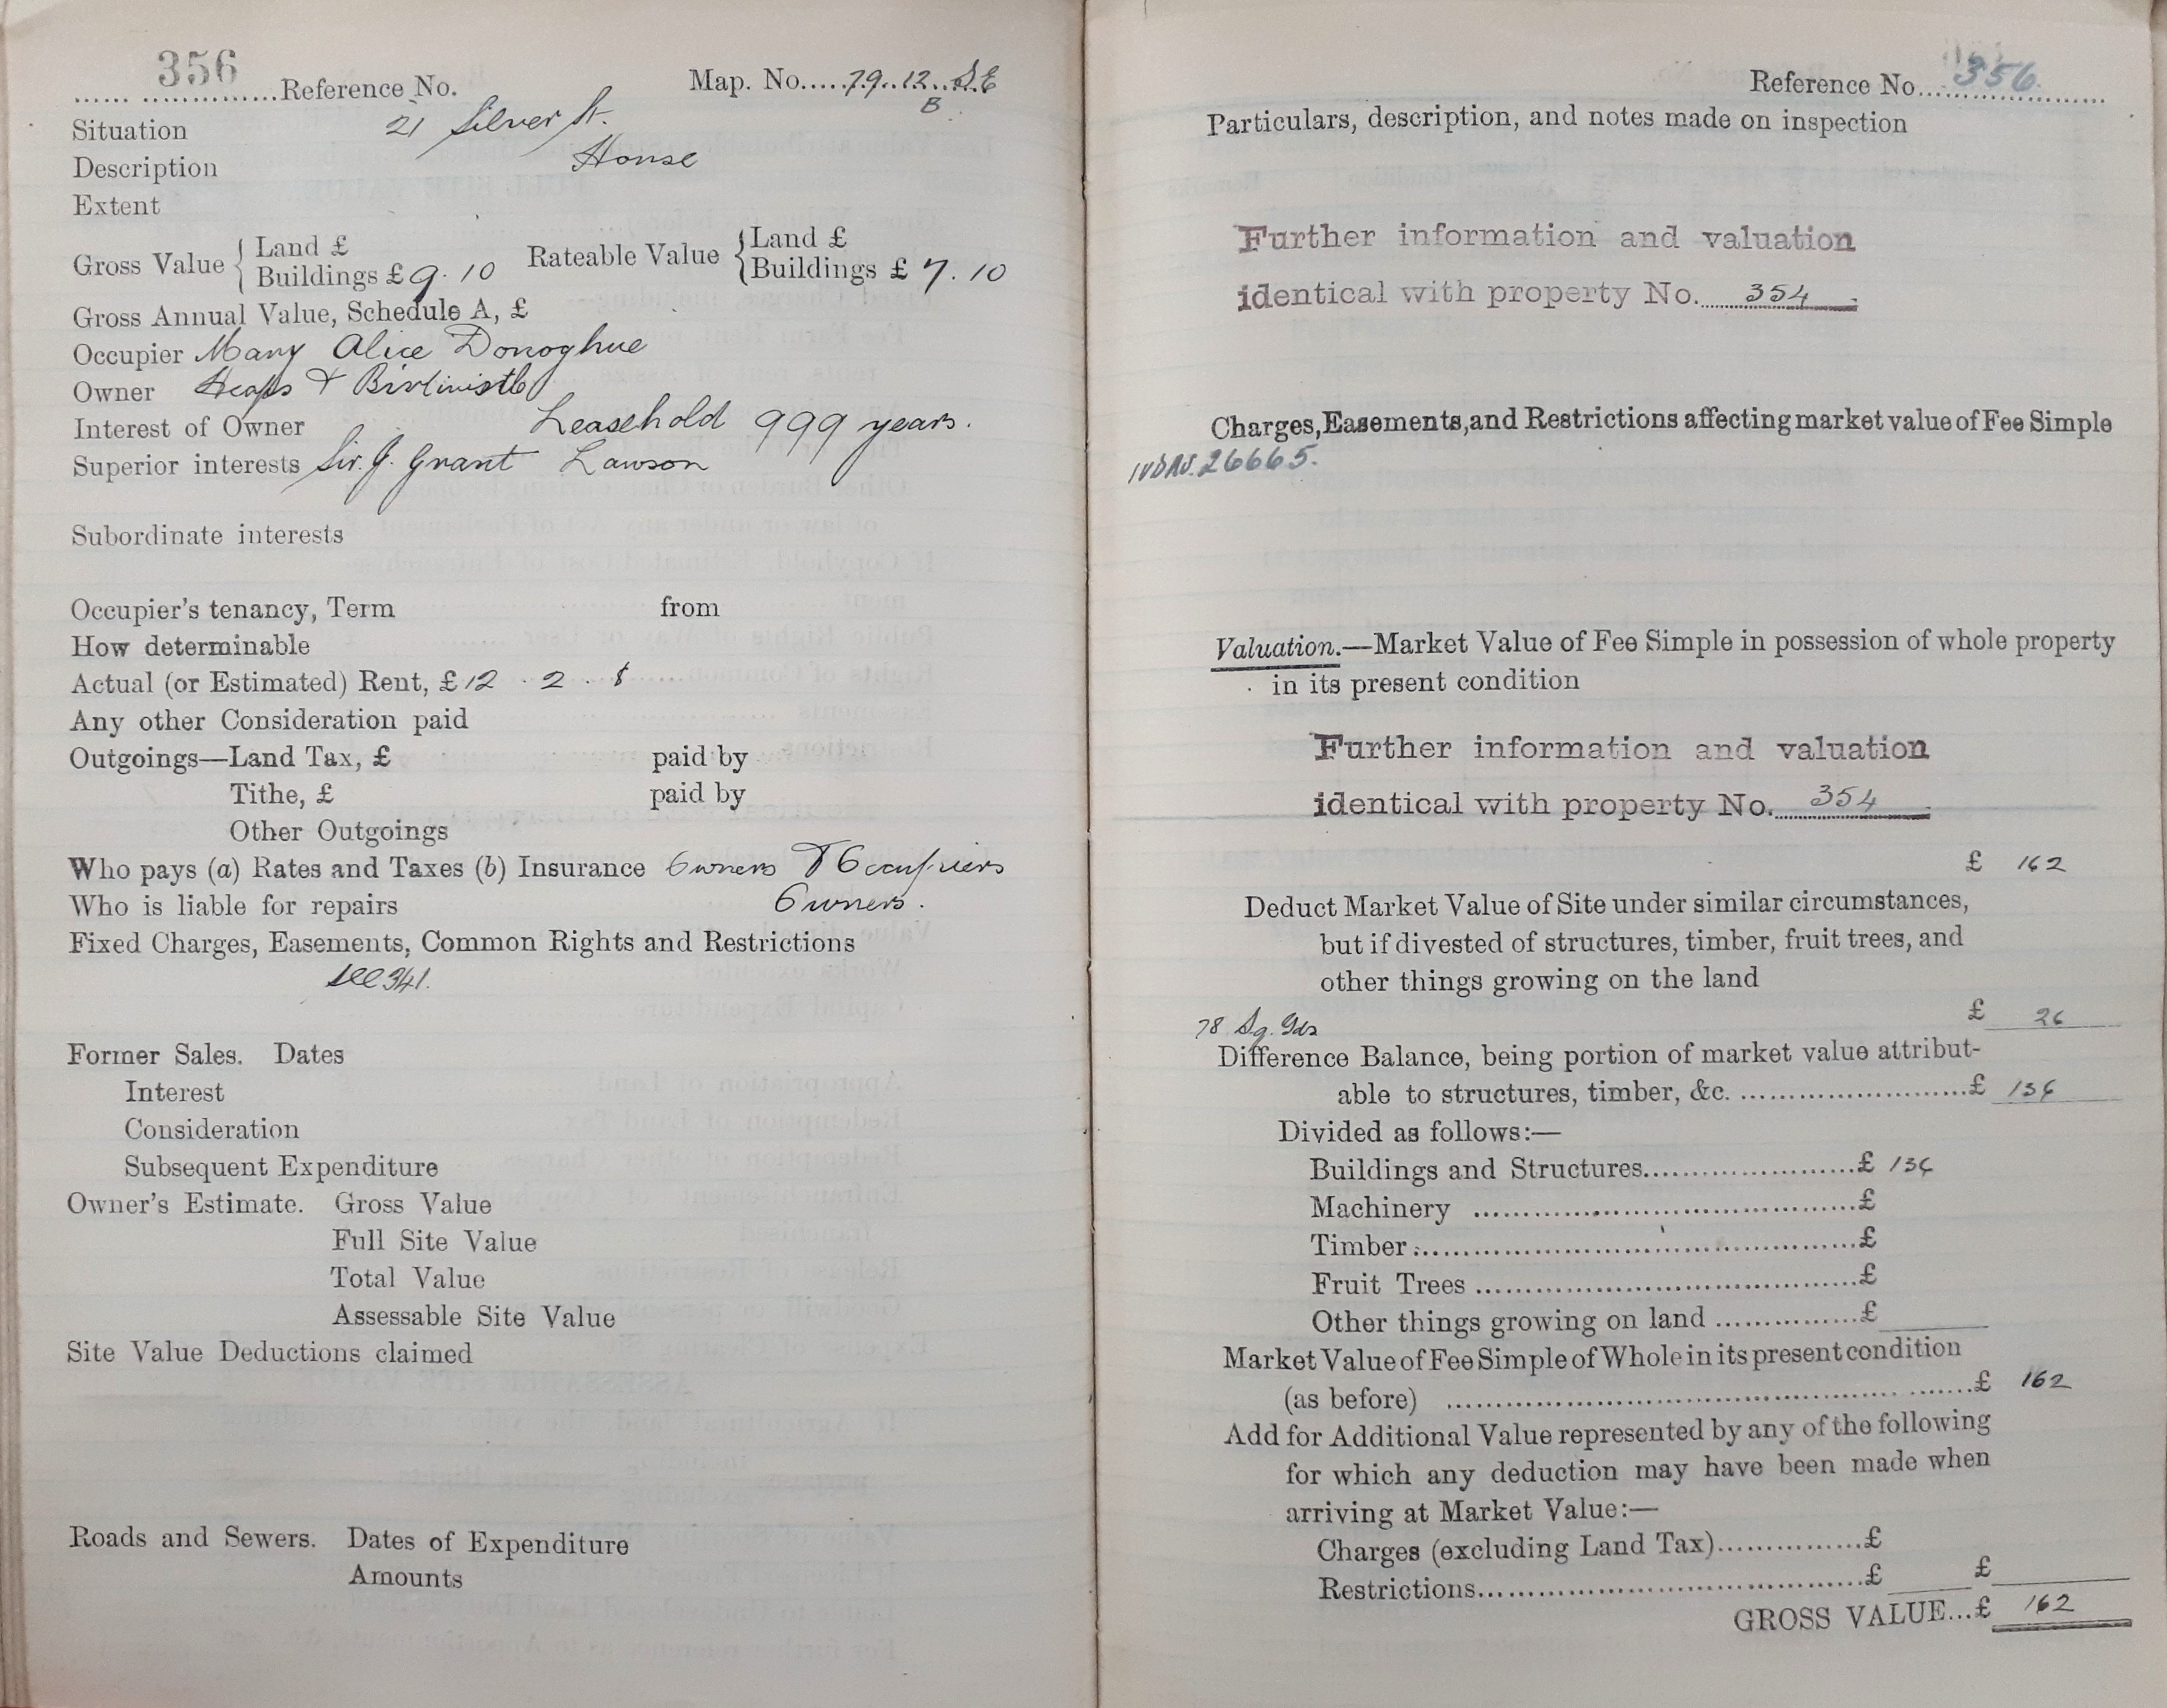 356 Reference No. Map. No. 79.12. S.E
B
Situation 21 Silver St.
Description House
Extent
Gross Value { Land £
Buildings £ 9. 10 Rateable Value { Land £
Buildings £ 7. 10
Gross Annual Value, Schedule A, £
Occupier Mary Alice Donoghue
Owner Heaps & Birtwistle
Interest of Owner Leasehold 999 years.
Superior interests Sir. J. Grant Lawson
Subordinate interests
Occupier's tenancy, Term from
How determinable
Actual (or Estimated) Rent, £ 12 . 2 .
Any other Consideration paid
Outgoings—Land Tax, £ paid by
Tithe, £ paid by
Other Outgoings
Who pays (a) Rates and Taxes (b) Insurance Owners & Occupiers
Who is liable for repairs Owners.
Fixed Charges, Easements, Common Rights and Restrictions
see 341.
Former Sales. Dates
Interest
Consideration
Subsequent Expenditure
Owner's Estimate. Gross Value
Full Site Value
Total Value
Assessable Site Value
Site Value Deductions claimed
Roads and Sewers. Dates of Expenditure
Amounts
Reference No. 356
Particulars, description, and notes made on inspection
Further information and valuation
identical with property No. 354
Charges, Easements, and Restrictions affecting market value of Fee Simple
26665.
Valuation.—Market Value of Fee Simple in possession of whole property
in its present condition
Further information and valuation
identical with property No. 354
£ 162
Deduct Market Value of Site under similar circumstances,
but if divested of structures, timber, fruit trees, and
other things growing on the land
78 Sq. Yds £ 26
Difference Balance, being portion of market value attribut-
able to structures, timber, &c. £ 136
Divided as follows:—
Buildings and Structures £ 136
Machinery £
Timber £
Fruit Trees £
Other things growing on land £
Market Value of Fee Simple of Whole in its present condition
(as before) £ 162
Add for Additional Value represented by any of the following
for which any deduction may have been made when
arriving at Market Value:—
Charges (excluding Land Tax) £
Restrictions £ £
GROSS VALUE... £ 162